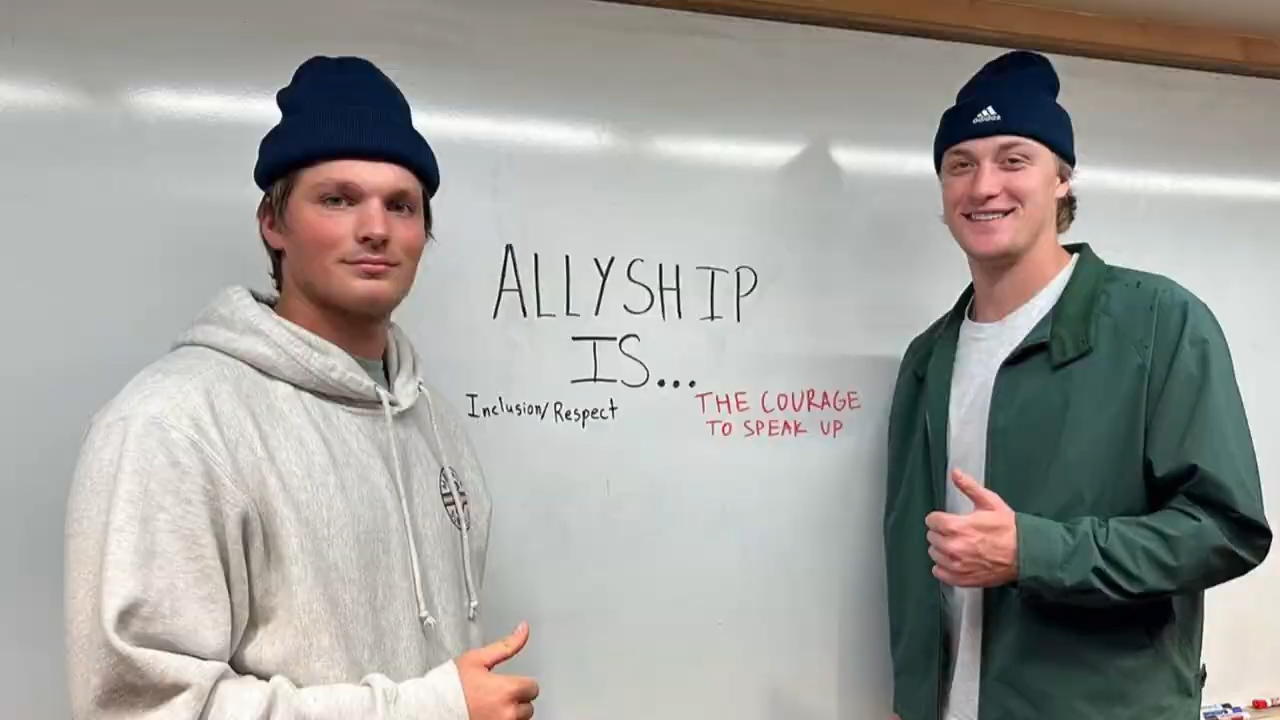 adidas
ALLYSHIP
IS...
Inclusion/Respect
THE COURAGE
TO SPEAK UP